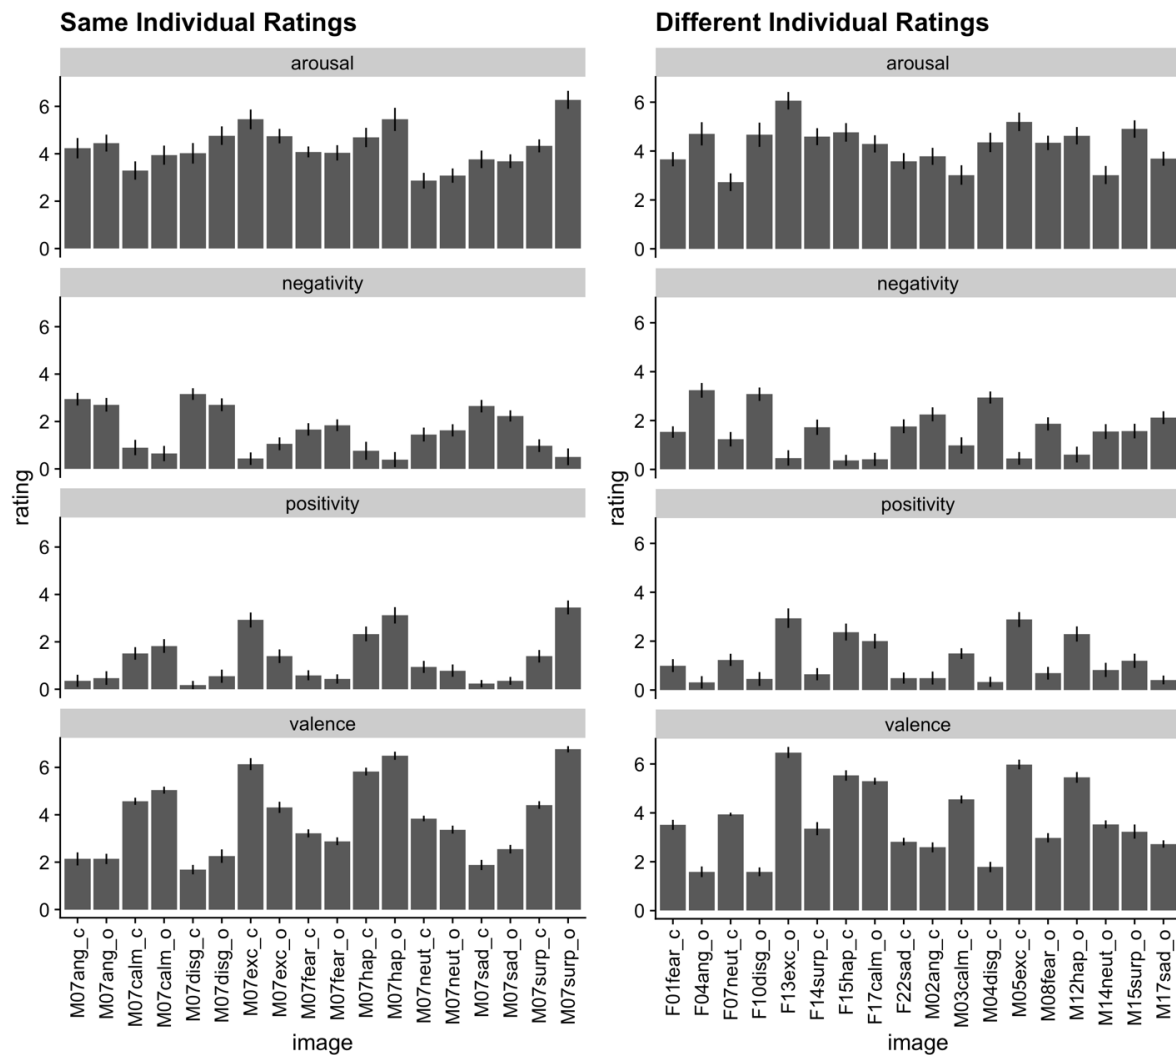 Same Individual Ratings
arousal
6
4
2
0
negativity
6
4
2
0
positivity
6
4
2
0
valence
6
4
2
0
rating
M07ang_c
M07ang_o
M07calm_c
M07calm_o
M07disg_c
M07disg_o
M07exc_c
M07exc_o
M07fear_c
M07fear_o
M07hap_c
M07hap_o
M07neut_c
M07neut_o
M07sad_c
M07sad_o
M07surp_c
M07surp_o
image
Different Individual Ratings
arousal
6
4
2
0
negativity
6
4
2
0
positivity
6
4
2
0
valence
6
4
2
0
rating
F01fear_c
F04ang_o
F07neut_c
F10disg_o
F13exc_o
F14surp_c
F15hap_c
F17calm_o
F22sad_c
M02ang_c
M03calm_c
M04disg_c
M05exc_c
M08fear_o
M12hap_o
M14neut_o
M15surp_o
M17sad_o
image